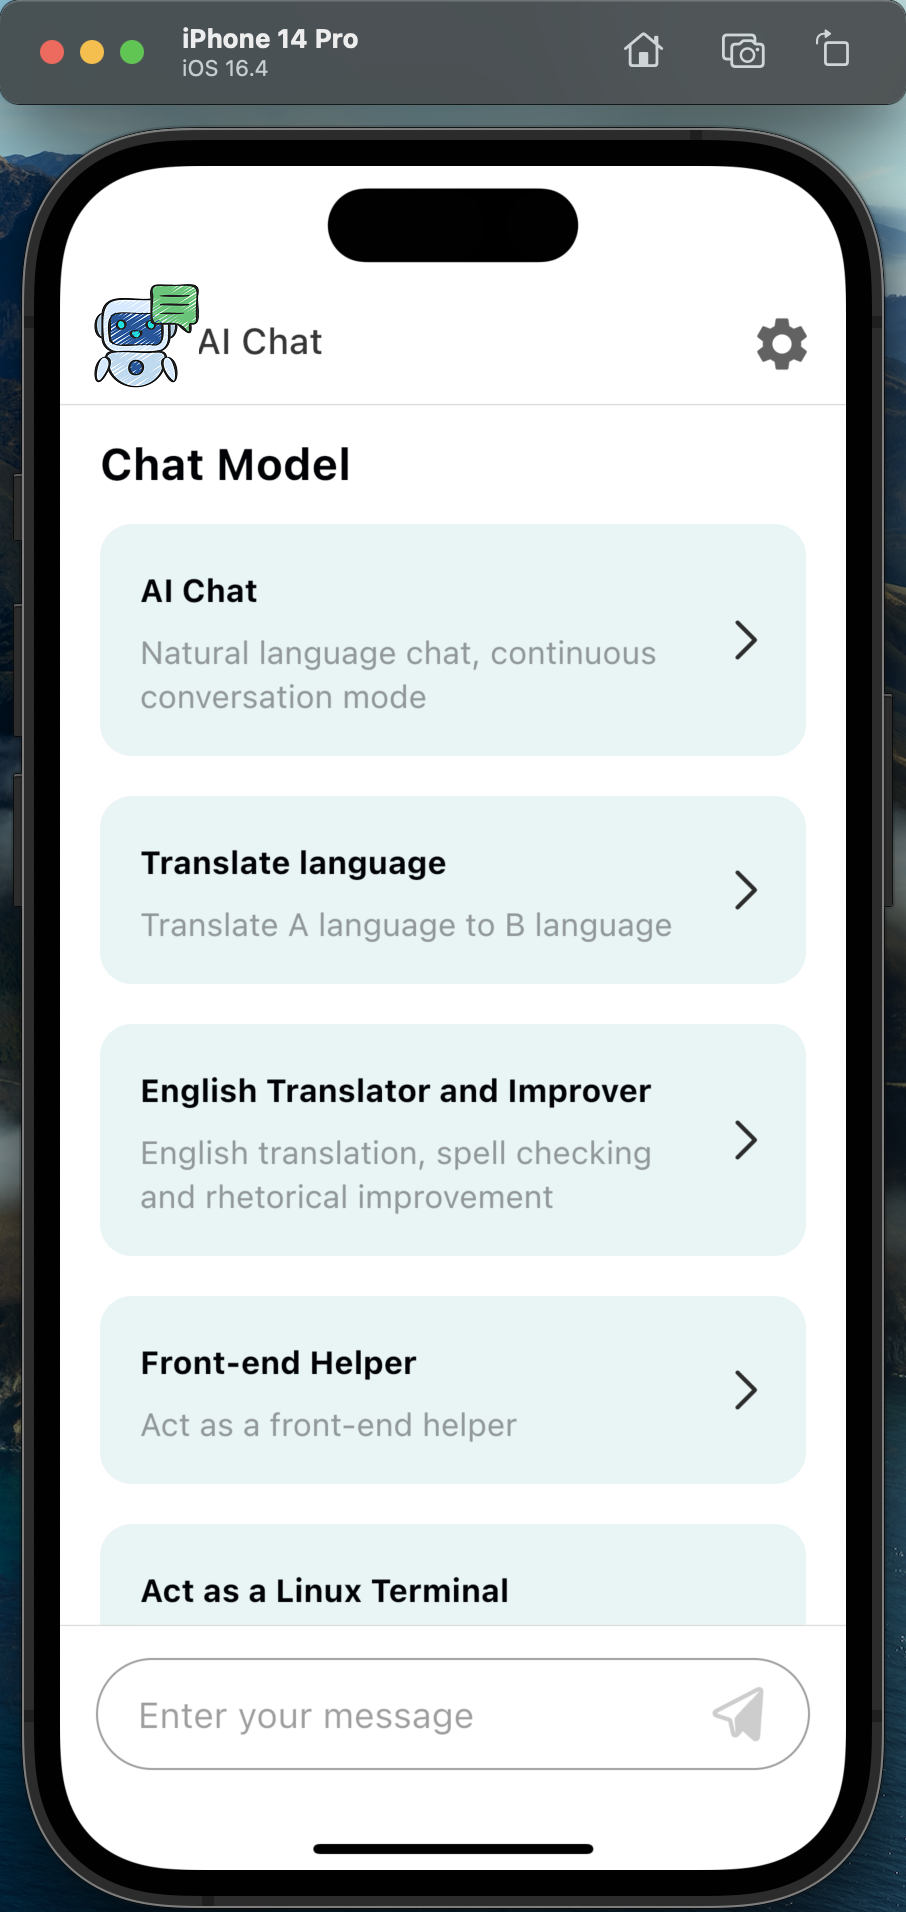 iPhone 14 Pro
iOS 16.4
AI Chat
Chat Model
AI Chat
Natural language chat, continuous
conversation mode
Translate language
Translate A language to B language
English Translator and Improver
English translation, spell checking
and rhetorical improvement
Front-end Helper
Act as a front-end helper
Act as a Linux Terminal
Enter your message